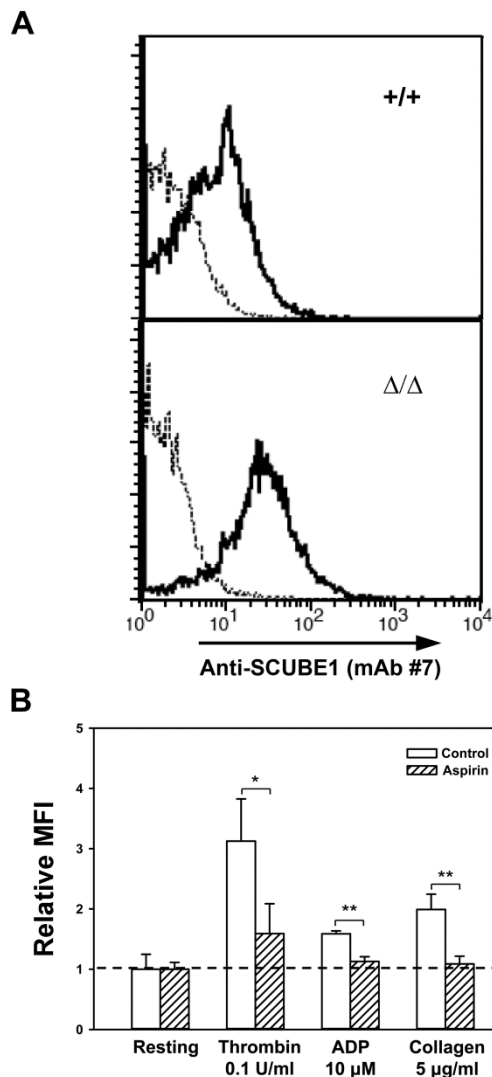 A
+/+
Δ/Δ
10⁰ 10¹ 10² 10³ 10⁴
Anti-SCUBE1 (mAb #7)
B
5
4
3
2
1
0
Relative MFI
Control
Aspirin
*
**
**
Resting Thrombin ADP Collagen
0.1 U/ml 10 µM 5 µg/ml